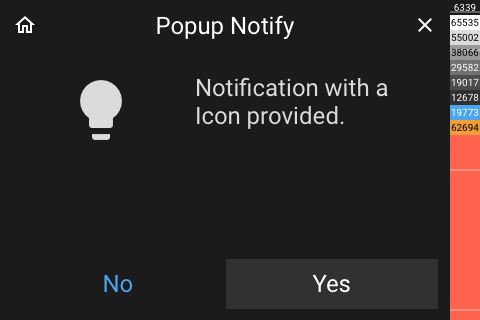 Popup Notify
Notification with a
Icon provided.
No
Yes
6339
65535
55002
38066
29582
19017
12678
19773
62694